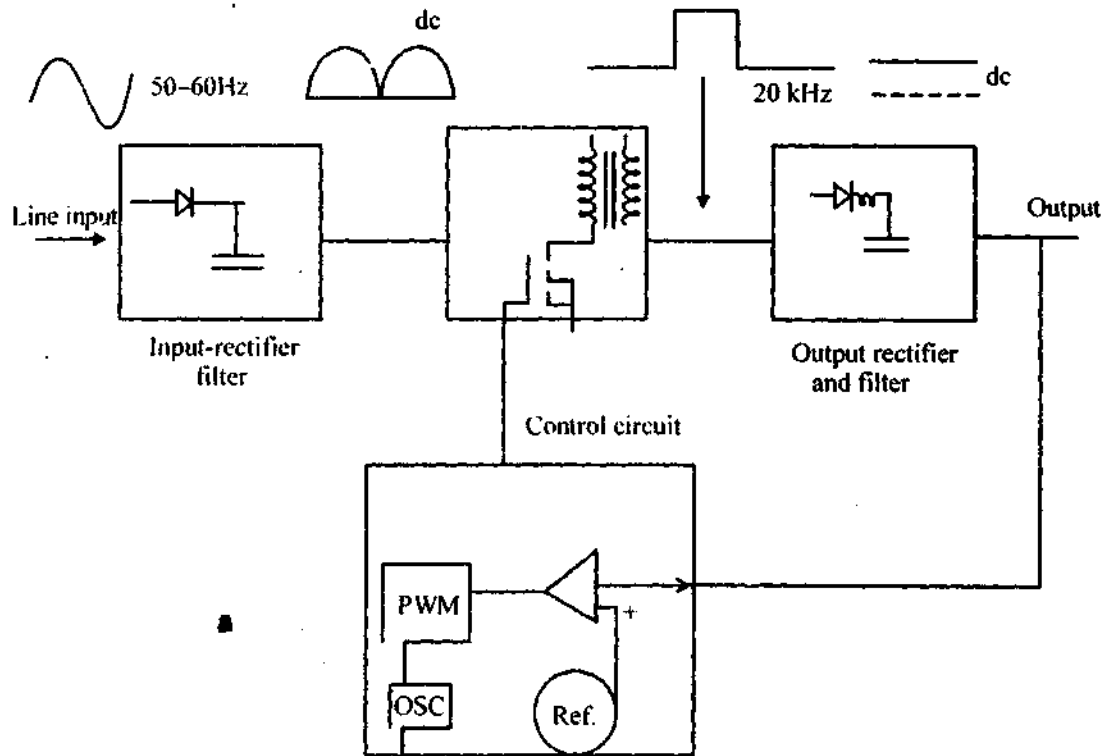 dc
50–60Hz
20 kHz
dc
Line input
Output
Input-rectifier
filter
Output rectifier
and filter
Control circuit
PWM
+
OSC
Ref.